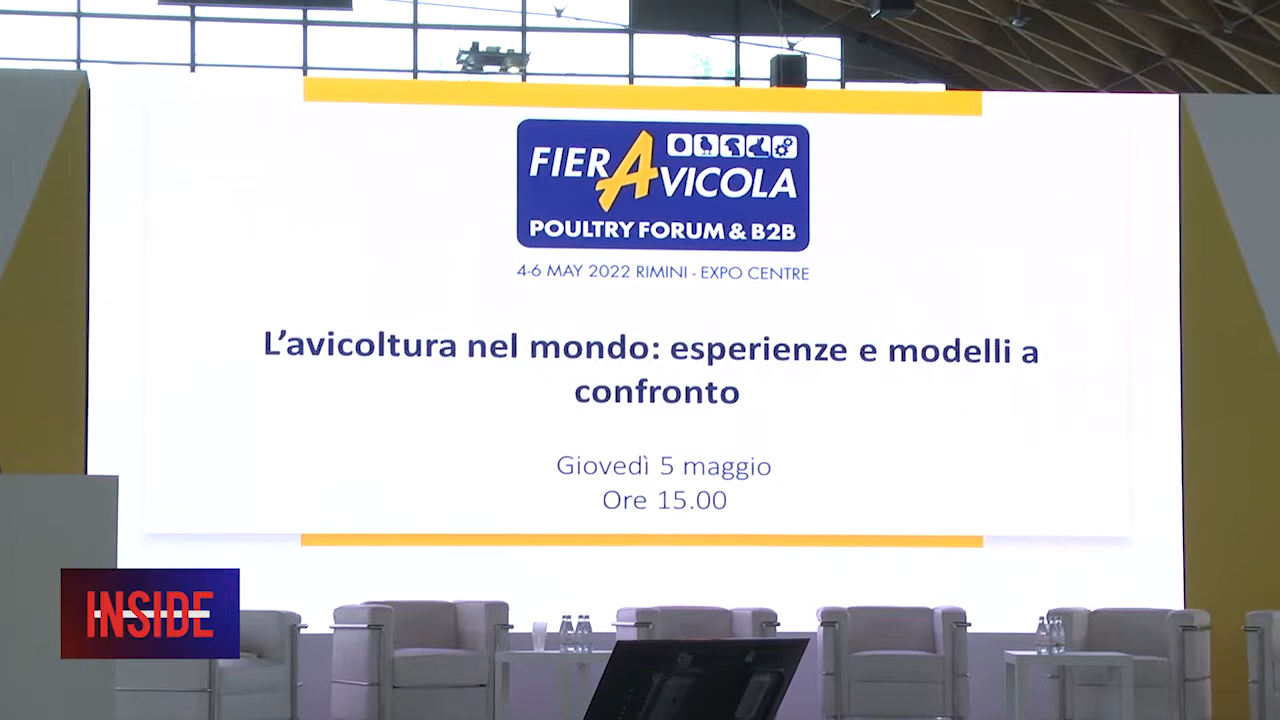 FIERAVICOLA
POULTRY FORUM & B2B
4-6 MAY 2022 RIMINI - EXPO CENTRE
L'avicoltura nel mondo: esperienze e modelli a
confronto
Giovedì 5 maggio
Ore 15.00
INSIDE